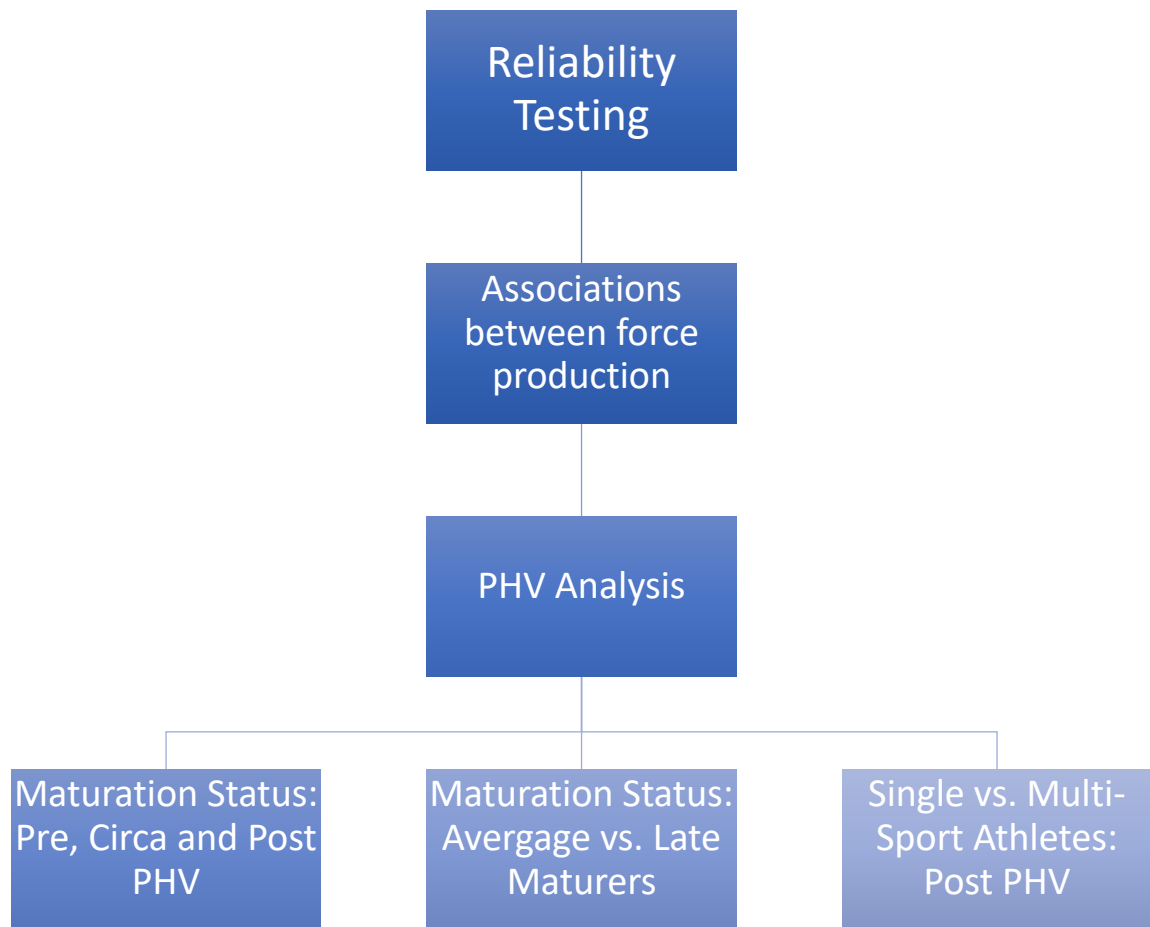 Reliability
Testing
Associations
between force
production
PHV Analysis
Maturation Status:
Pre, Circa and Post
PHV
Maturation Status:
Avergage vs. Late
Maturers
Single vs. Multi-
Sport Athletes:
Post PHV